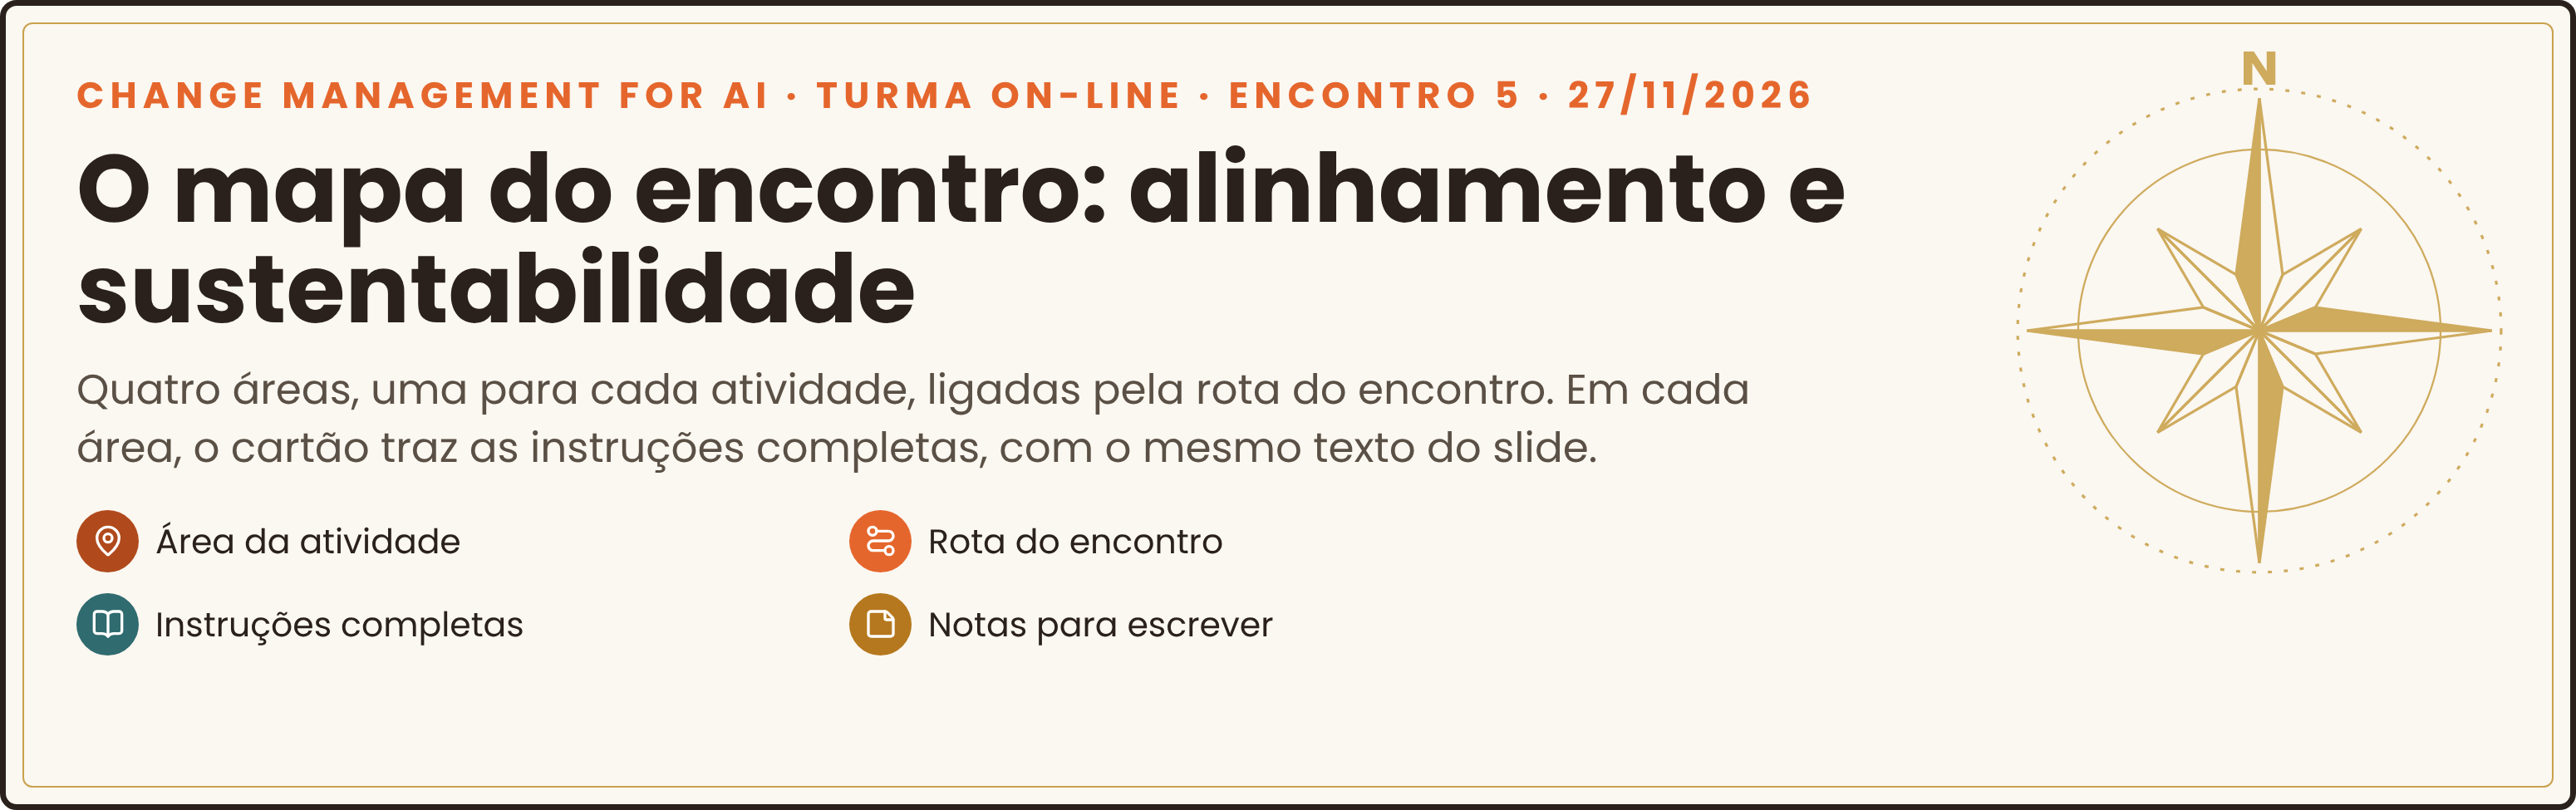 CHANGE MANAGEMENT FOR AI · TURMA ON-LINE · ENCONTRO 5 · 27/11/2026
N
O mapa do encontro: alinhamento e
sustentabilidade
Quatro áreas, uma para cada atividade, ligadas pela rota do encontro. Em cada
área, o cartão traz as instruções completas, com o mesmo texto do slide.
Área da atividade
Rota do encontro
Instruções completas
Notas para escrever